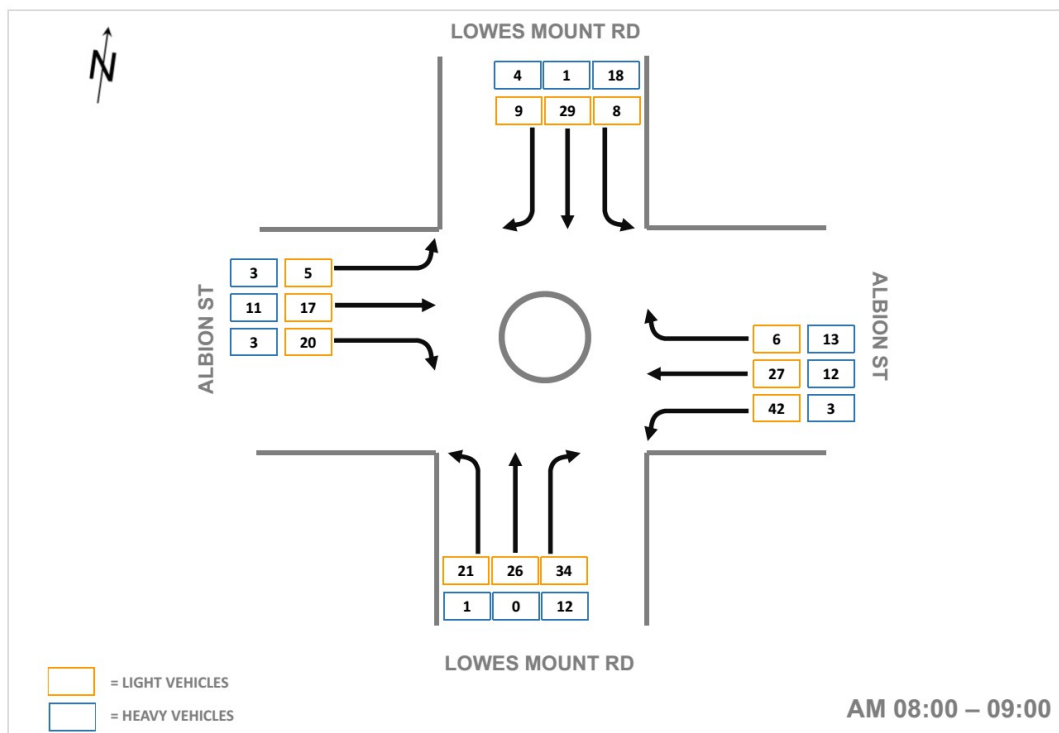 LOWES MOUNT RD
N
4 1 18
9 29 8
ALBION ST
3 5
11 17
3 20
ALBION ST
6 13
27 12
42 3
21 26 34
1 0 12
LOWES MOUNT RD
= LIGHT VEHICLES
= HEAVY VEHICLES
AM 08:00 – 09:00